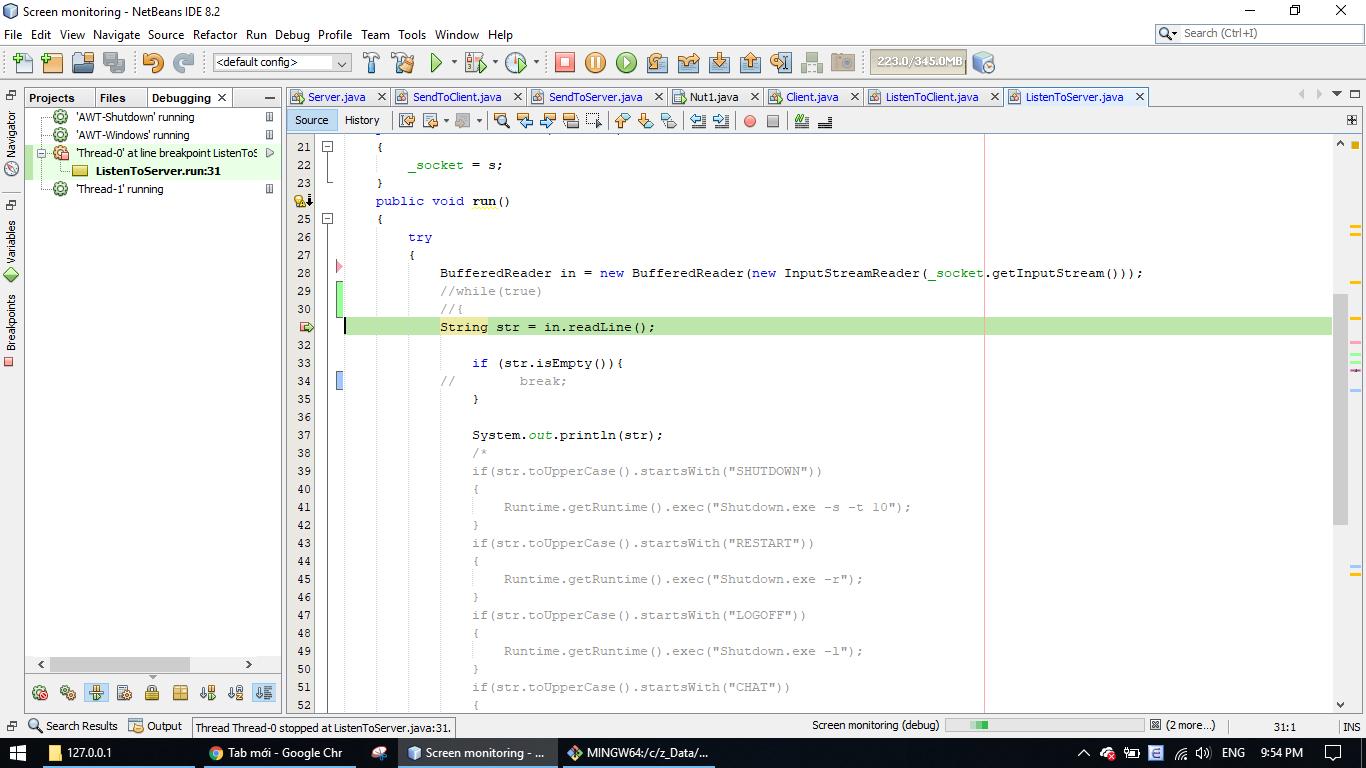 Screen monitoring - NetBeans IDE 8.2
File Edit View Navigate Source Refactor Run Debug Profile Team Tools Window Help
Search (Ctrl+I)
<default config>
223.0/345.0MB
Projects Files Debugging
Server.java SendToClient.java SendToServer.java Nut1.java Client.java ListenToClient.java ListenToServer.java
Source History
Navigator
Variables
Breakpoints
'AWT-Shutdown' running
'AWT-Windows' running
'Thread-0' at line breakpoint ListenToS
ListenToServer.run:31
'Thread-1' running
21 {
22 _socket = s;
23 }
public void run()
25 {
26 try
27 {
28 BufferedReader in = new BufferedReader(new InputStreamReader(_socket.getInputStream()));
29 //while(true)
30 //{
String str = in.readLine();
32
33 if (str.isEmpty()){
34 // break;
35 }
36
37 System.out.println(str);
38 /*
39 if(str.toUpperCase().startsWith("SHUTDOWN"))
40 {
41 Runtime.getRuntime().exec("Shutdown.exe -s -t 10");
42 }
43 if(str.toUpperCase().startsWith("RESTART"))
44 {
45 Runtime.getRuntime().exec("Shutdown.exe -r");
46 }
47 if(str.toUpperCase().startsWith("LOGOFF"))
48 {
49 Runtime.getRuntime().exec("Shutdown.exe -l");
50 }
51 if(str.toUpperCase().startsWith("CHAT"))
52 {
Search Results Output
Thread Thread-0 stopped at ListenToServer.java:31.
Screen monitoring (debug) (2 more...) 31:1 INS
127.0.0.1 Tab mới - Google Chr Screen monitoring - ... MINGW64:/c/z_Data/... ENG 9:54 PM